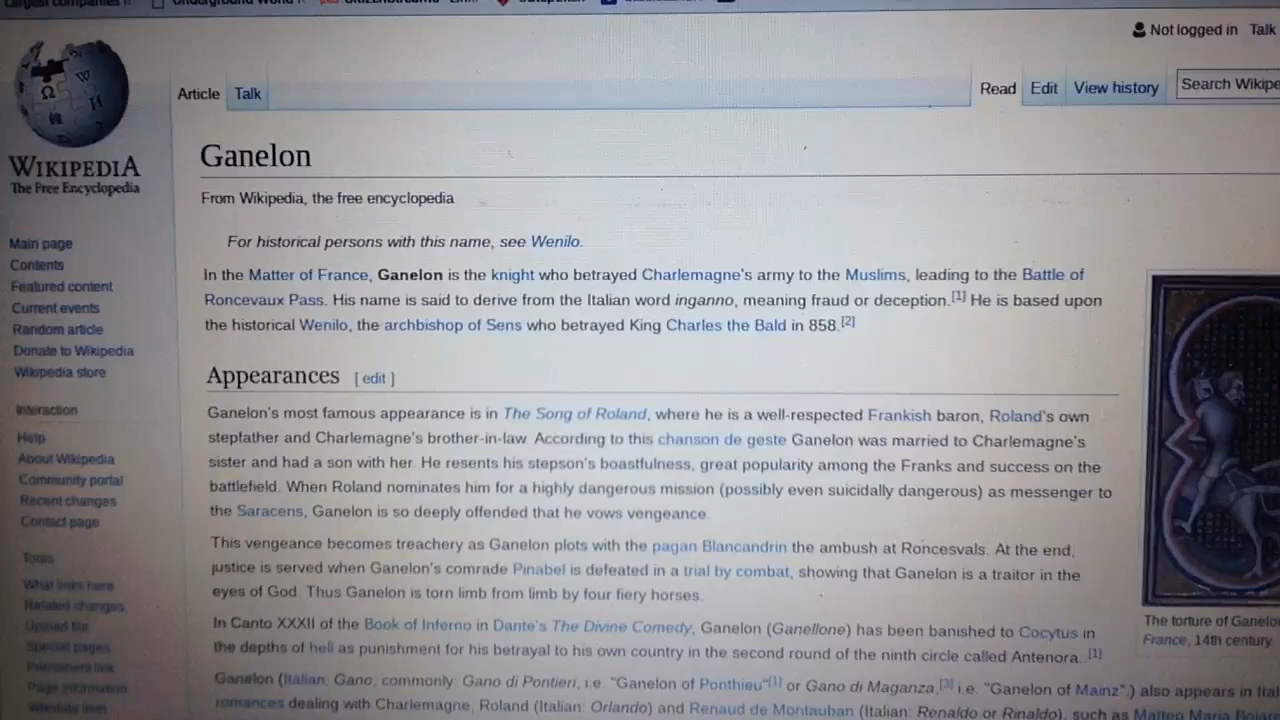 Largest companies
Not logged in Talk
Article Talk Read Edit View history Search Wikipe
WIKIPEDIA
The Free Encyclopedia
Ganelon
From Wikipedia, the free encyclopedia
For historical persons with this name, see Wenilo.
In the Matter of France, Ganelon is the knight who betrayed Charlemagne's army to the Muslims, leading to the Battle of
Roncevaux Pass. His name is said to derive from the Italian word inganno, meaning fraud or deception.[1] He is based upon
the historical Wenilo, the archbishop of Sens who betrayed King Charles the Bald in 858.[2]
Appearances [ edit ]
Ganelon's most famous appearance is in The Song of Roland, where he is a well-respected Frankish baron, Roland's own
stepfather and Charlemagne's brother-in-law. According to this chanson de geste Ganelon was married to Charlemagne's
sister and had a son with her. He resents his stepson's boastfulness, great popularity among the Franks and success on the
battlefield. When Roland nominates him for a highly dangerous mission (possibly even suicidally dangerous) as messenger to
the Saracens, Ganelon is so deeply offended that he vows vengeance.
This vengeance becomes treachery as Ganelon plots with the pagan Blancandrin the ambush at Roncesvals. At the end,
justice is served when Ganelon's comrade Pinabel is defeated in a trial by combat, showing that Ganelon is a traitor in the
eyes of God. Thus Ganelon is torn limb from limb by four fiery horses.
In Canto XXXII of the Book of Inferno in Dante's The Divine Comedy, Ganelon (Ganellone) has been banished to Cocytus in
the depths of hell as punishment for his betrayal to his own country in the second round of the ninth circle called Antenora. [1]
Ganelon (Italian: Gano, commonly: Gano di Pontieri, i.e. "Ganelon of Ponthieu"[1] or Gano di Maganza,[3] i.e. "Ganelon of Mainz",) also appears in Ital
romances dealing with Charlemagne, Roland (Italian: Orlando) and Renaud de Montauban (Italian: Renaldo or Rinaldo), such as Matteo Maria Boiar
Main page
Contents
Featured content
Current events
Random article
Donate to Wikipedia
Wikipedia store
Interaction
Help
About Wikipedia
Community portal
Recent changes
Contact page
Tools
What links here
Related changes
Upload file
Special pages
Permanent link
Page information
Wikidata item
The torture of Ganelo
France, 14th century